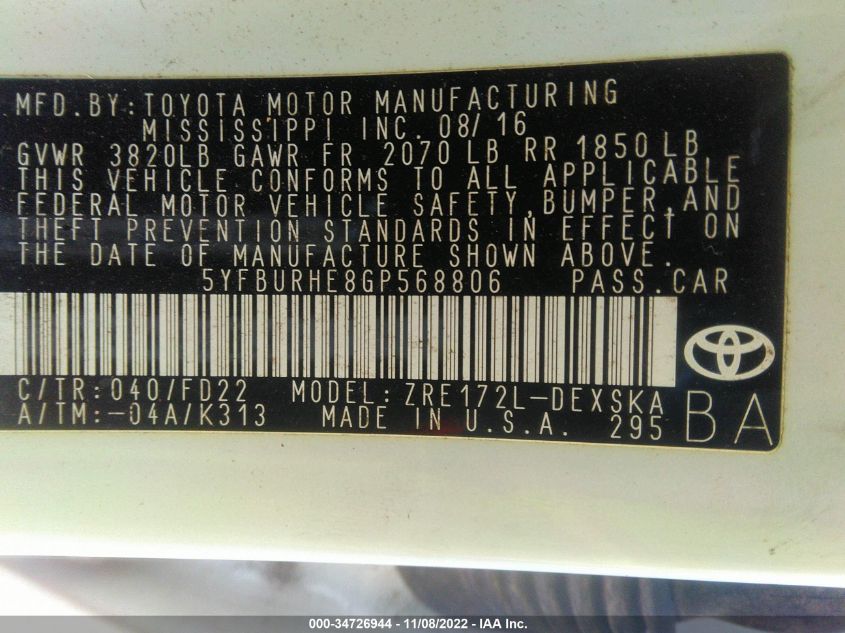 MFD.BY:TOYOTA MOTOR MANUFACTURING
MISSISSIPPI INC. 08/16
GVWR 3820LB GAWR FR 2070 LB RR 1850 LB
THIS VEHICLE CONFORMS TO ALL APPLICABLE
FEDERAL MOTOR VEHICLE SAFETY,BUMPER,AND
THEFT PREVENTION STANDARDS IN EFFECT ON
THE DATE OF MANUFACTURE SHOWN ABOVE.
5YFBURHE8GP568806 PASS.CAR
C/TR:040/FD22 MODEL:ZRE172L-DEXSKA
A/TM:-04A/K313 MADE IN U.S.A. 295 BA
000-34726944 - 11/08/2022 - IAA Inc.